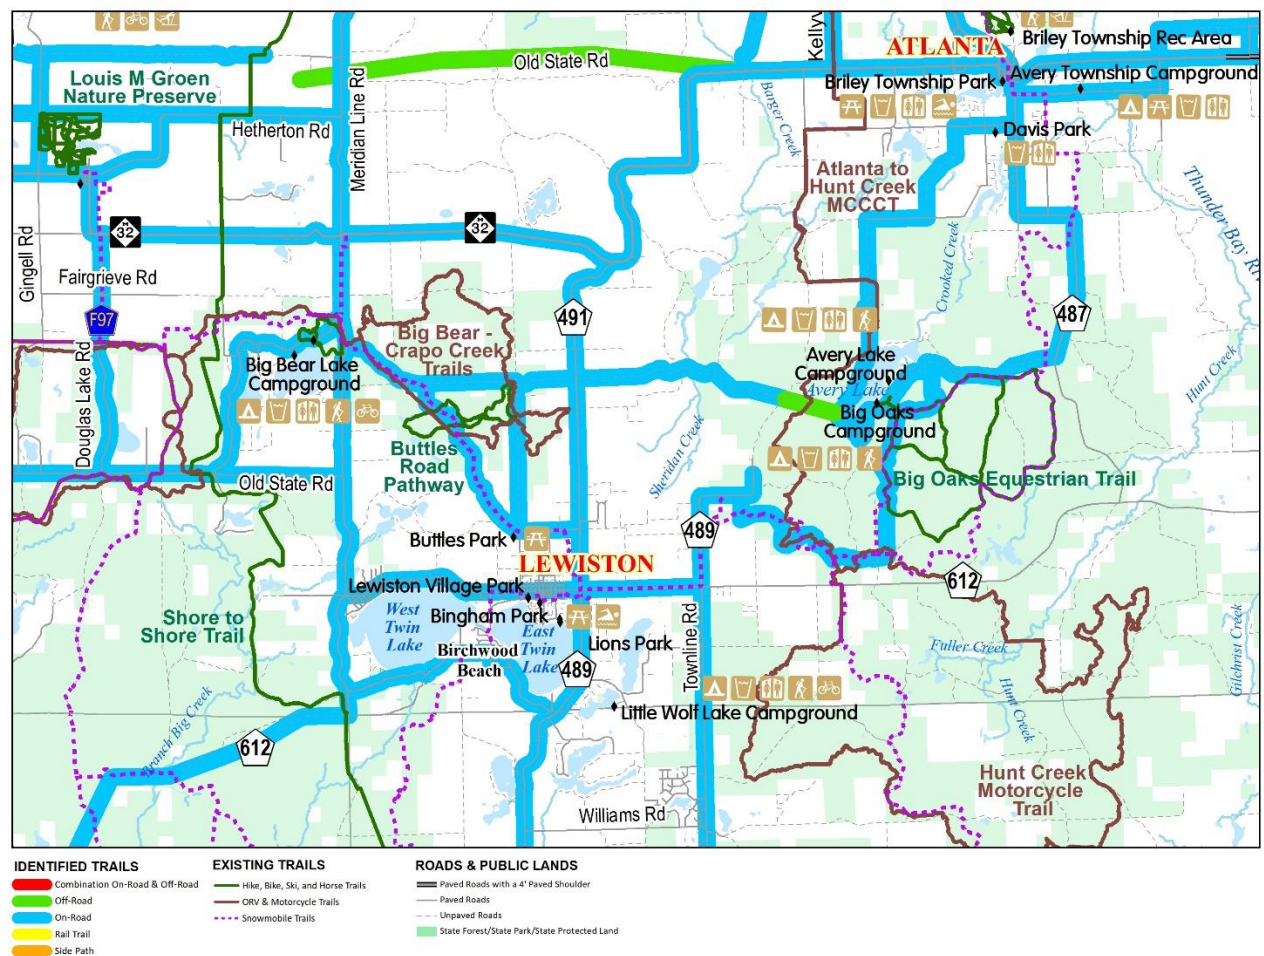 Kelly
ATLANTA
Briley Township Rec Area
Old State Rd
Louis M Groen
Nature Preserve
Meridian Line Rd
Briley Township Park
Avery Township Campground
Barger Creek
Hetherton Rd
Davis Park
Atlanta to
Hunt Creek
MCCCT
Thunder Bay Riv
M
32
M
32
Gingell Rd
Crooked Creek
Fairgrieve Rd
F97
491
487
Big Bear -
Crapo Creek
Trails
Douglas Lake Rd
Big Bear Lake
Campground
Avery Lake
Campground
Avery Lake
Hunt Creek
Big Oaks
Campground
Buttles
Road
Pathway
Sheridan Creek
Big Oaks Equestrian Trail
Old State Rd
489
Buttles Park
LEWISTON
612
Lewiston Village Park
West
Twin
Lake
Bingham Park
East
Twin
Lake
Shore to
Shore Trail
Lions Park
Birchwood
Beach
489
Townline Rd
Fuller Creek
Gilchrist Creek
Hunt Creek
Little Wolf Lake Campground
Branch Big Creek
612
Hunt Creek
Motorcycle
Trail
Williams Rd
IDENTIFIED TRAILS
Combination On-Road & Off-Road
Off-Road
On-Road
Rail Trail
Side Path
EXISTING TRAILS
Hike, Bike, Ski, and Horse Trails
ORV & Motorcycle Trails
Snowmobile Trails
ROADS & PUBLIC LANDS
Paved Roads with a 4' Paved Shoulder
Paved Roads
Unpaved Roads
State Forest/State Park/State Protected Land